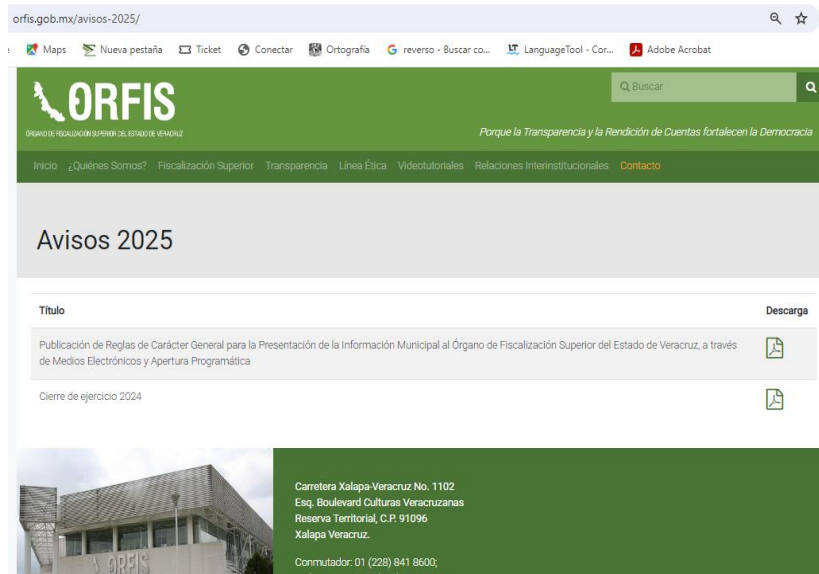 orfis.gob.mx/avisos-2025/
Maps Nueva pestaña Ticket Conectar Ortografía reverso - Buscar co... LanguageTool - Cor... Adobe Acrobat
ORFIS
ÓRGANO DE FISCALIZACIÓN SUPERIOR DEL ESTADO DE VERACRUZ
Buscar
Porque la Transparencia y la Rendición de Cuentas fortalecen la Democracia
Inicio ¿Quiénes Somos? Fiscalización Superior Transparencia Línea Ética Videotutoriales Relaciones Interinstitucionales Contacto
Avisos 2025
Título Descarga
Publicación de Reglas de Carácter General para la Presentación de la Información Municipal al Órgano de Fiscalización Superior del Estado de Veracruz, a través
de Medios Electrónicos y Apertura Programática
Cierre de ejercicio 2024
Carretera Xalapa-Veracruz No. 1102
Esq. Boulevard Culturas Veracruzanas
Reserva Territorial, C.P. 91096
Xalapa Veracruz.
Conmutador: 01 (228) 841 8600;
ORFIS